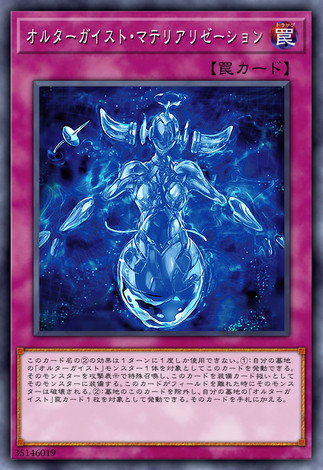 オルターガイスト・マテリアリゼーション
トラップ
罠
【罠カード】
このカード名の②の効果は１ターンに１度しか使用できない。①：自分の墓地
の「オルターガイスト」モンスター１体を対象としてこのカードを発動できる。
そのモンスターを攻撃表示で特殊召喚し、このカードを装備カード扱いとして
そのモンスターに装備する。このカードがフィールドを離れた時にそのモンス
ターは破壊される。②：墓地のこのカードを除外し、自分の墓地の「オルターガ
イスト」罠カード１枚を対象として発動できる。そのカードを手札に加える。
35146019